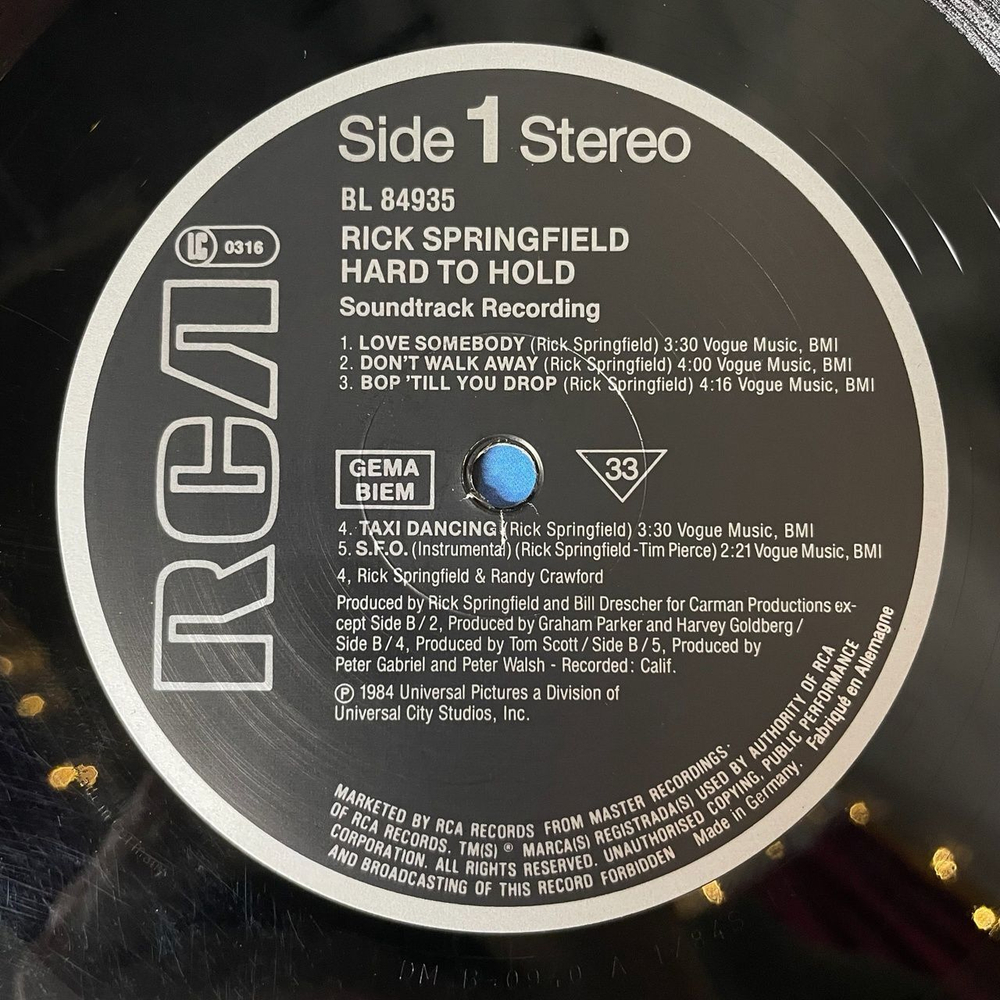 Side 1 Stereo
BL 84935
LC 0316
RICK SPRINGFIELD
HARD TO HOLD
Soundtrack Recording
1. LOVE SOMEBODY (Rick Springfield) 3:30 Vogue Music, BMI
2. DON'T WALK AWAY (Rick Springfield) 4:00 Vogue Music, BMI
3. BOP 'TILL YOU DROP (Rick Springfield) 4:16 Vogue Music, BMI
RCA
GEMA
BIEM
33
4. TAXI DANCING (Rick Springfield) 3:30 Vogue Music, BMI
5. S.F.O. (Instrumental) (Rick Springfield-Tim Pierce) 2:21 Vogue Music, BMI
4, Rick Springfield & Randy Crawford
Produced by Rick Springfield and Bill Drescher for Carman Productions ex-
cept Side B/2, Produced by Graham Parker and Harvey Goldberg/
Side B/4, Produced by Tom Scott/Side B/5, Produced by
Peter Gabriel and Peter Walsh - Recorded: Calif.
℗ 1984 Universal Pictures a Division of
Universal City Studios, Inc.
MARKETED BY RCA RECORDS FROM MASTER RECORDINGS.
OF RCA RECORDS. TM(S) ® MARCA(S) REGISTRADA(S) USED BY AUTHORITY OF RCA
CORPORATION. ALL RIGHTS RESERVED. UNAUTHORISED COPYING, PUBLIC PERFORMANCE
AND BROADCASTING OF THIS RECORD FORBIDDEN Made in Germany. Fabriqué en Allemagne